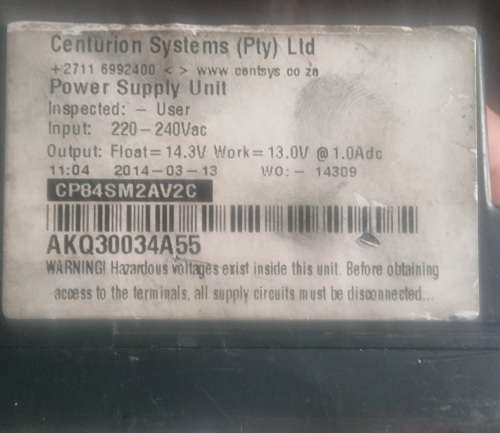 Centurion Systems (Pty) Ltd
+2711 6992400 < > www centsys co za
Power Supply Unit
Inspected: - User
Input: 220-240Vac
Output: Float=14.3V Work=13.0V @ 1.0Adc
11:04 2014-03-13 WO:- 14309
CP84SM2AV2C
AKQ30034A55
WARNING! Hazardous voltages exist inside this unit. Before obtaining
access to the terminals, all supply circuits must be disconnected...